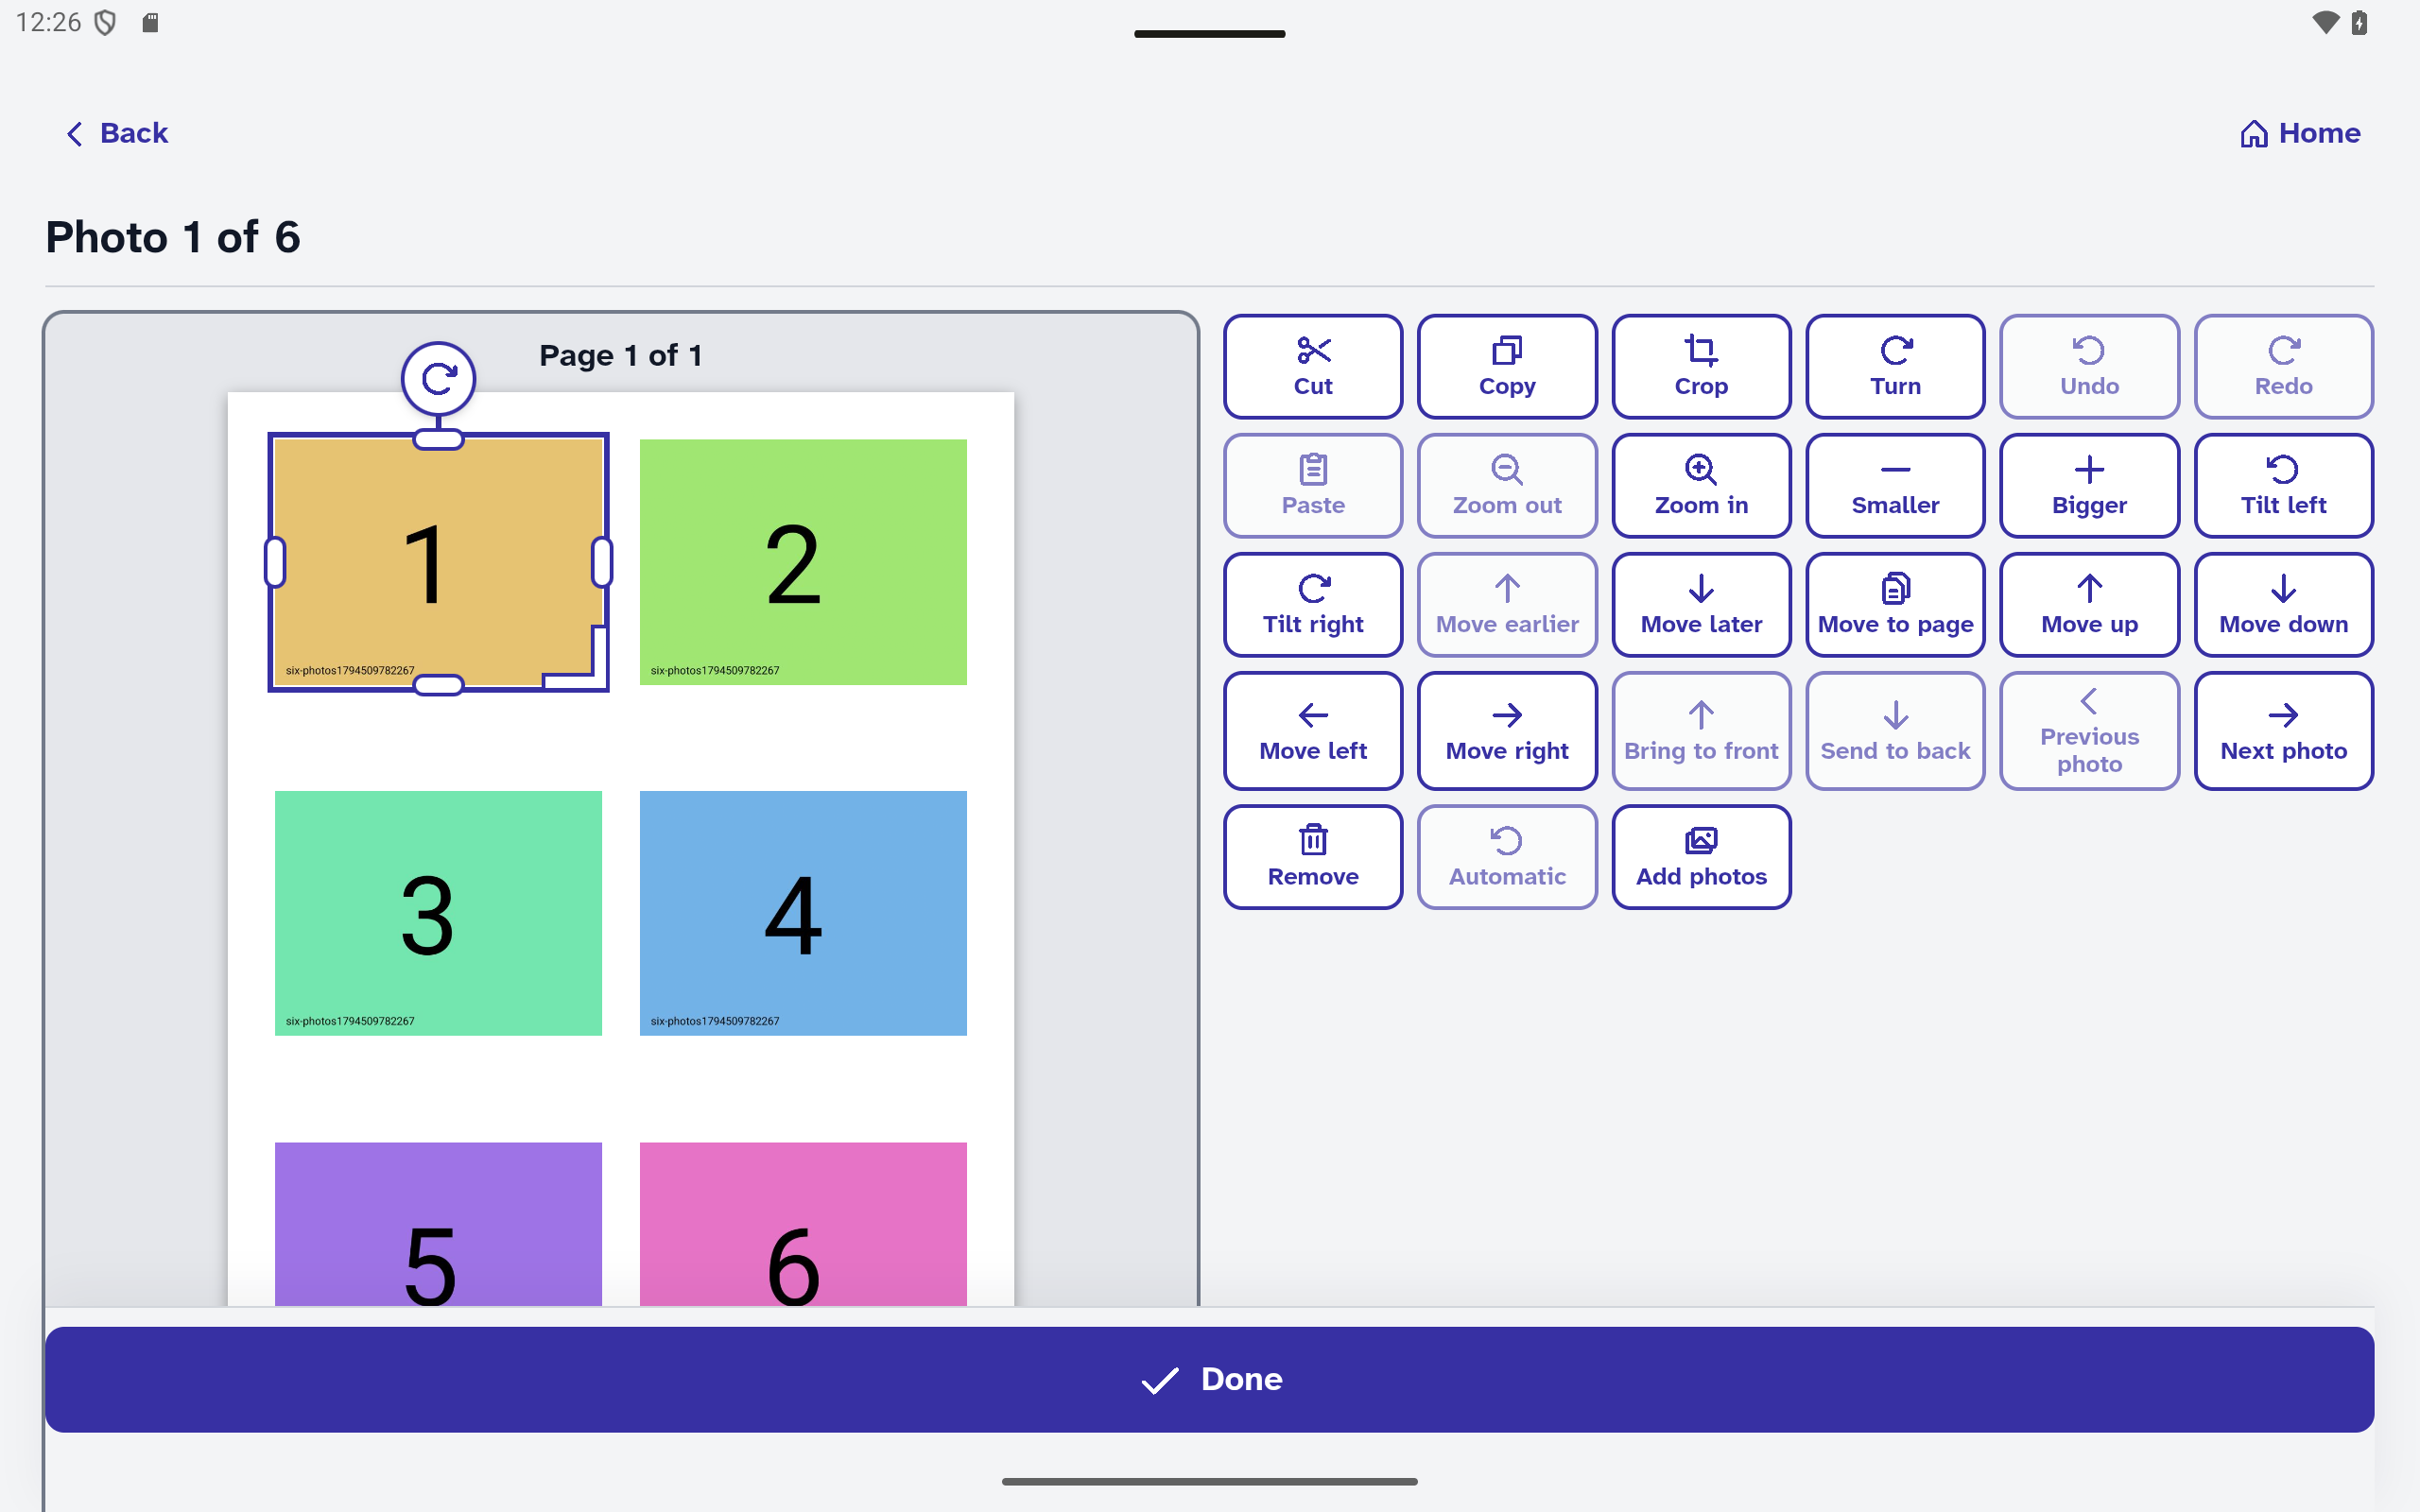 12:26
Back
Home
Photo 1 of 6
Page 1 of 1
1
six-photos1794509782267
2
six-photos1794509782267
3
six-photos1794509782267
4
six-photos1794509782267
5
6
Cut
Copy
Crop
Turn
Undo
Redo
Paste
Zoom out
Zoom in
Smaller
Bigger
Tilt left
Tilt right
Move earlier
Move later
Move to page
Move up
Move down
Move left
Move right
Bring to front
Send to back
Previous
photo
Next photo
Remove
Automatic
Add photos
Done